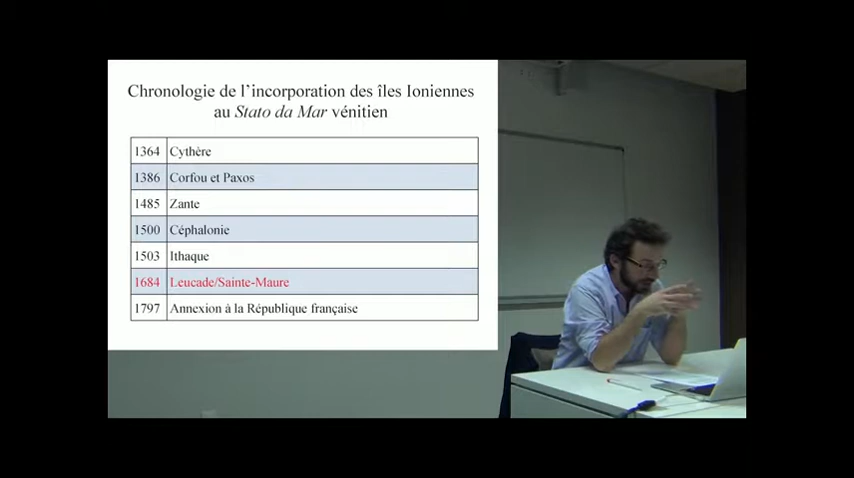 Chronologie de l'incorporation des îles Ioniennes
au Stato da Mar vénitien
1364 Cythère
1386 Corfou et Paxos
1485 Zante
1500 Céphalonie
1503 Ithaque
1684 Leucade/Sainte-Maure
1797 Annexion à la République française